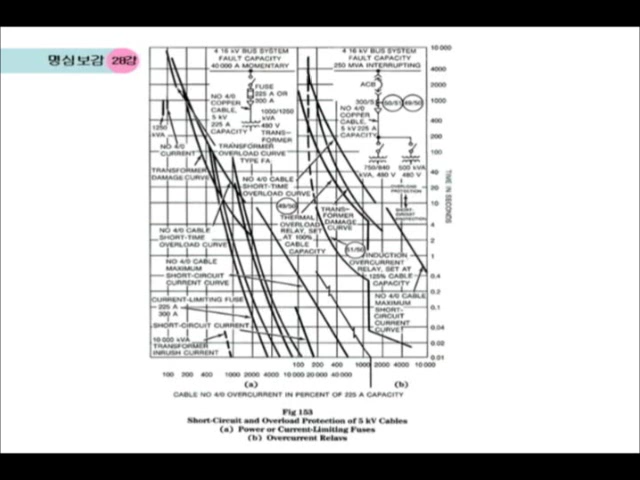 명심보감 28강
4 16 kV BUS SYSTEM
FAULT CAPACITY
40 000 A MOMENTARY
FUSE
225 A OR
300 A
NO 4/0
COPPER
CABLE,
5 kV
225 A
CAPACITY
1000/1250
kVA
480 V
TRANS-
FORMER
1250
kVA
NO 4/0
CURRENT
TRANSFORMER
DAMAGE CURVE
TRANSFORMER
OVERLOAD CURVE
TYPE FA
NO 4/0 CABLE
SHORT-TIME
OVERLOAD CURVE
NO 4/0 CABLE
SHORT-TIME
OVERLOAD CURVE
THERMAL
OVERLOAD
RELAY, SET
AT 100%
CABLE
CAPACITY
NO 4/0 CABLE
MAXIMUM
SHORT-CIRCUIT
CURRENT CURVE
CURRENT-LIMITING FUSE
225 A
300 A
SHORT-CIRCUIT CURRENT
10 000 kVA
TRANSFORMER
INRUSH CURRENT
4 16 kV BUS SYSTEM
FAULT CAPACITY
250 MVA INTERRUPTING
ACB
300/5
50/51 49/50
NO 4/0
COPPER
CABLE,
5 kV 225 A
CAPACITY
750/940
kVA, 480 V
500 kVA
480 V
OVERLOAD
PROTECTION
SHORT-
CIRCUIT
PROTECTION
49/50
TRANS-
FORMER
DAMAGE
CURVE
51/50
INDUCTION
OVERCURRENT
RELAY, SET AT
125% CABLE
CAPACITY
NO 4/0 CABLE
MAXIMUM
SHORT-
CIRCUIT
CURRENT
CURVE
10 000
4000
2000
1000
400
200
100
40
20
10
4
2
1
0.4
0.2
0.1
0.04
0.02
0.01
TIME IN SECONDS
100 200 400 1000 2000 4000 10 000 20 000 40 000
100 200 400 1000 2000 4000 10 000
(a) (b)
CABLE NO 4/0 OVERCURRENT IN PERCENT OF 225 A CAPACITY
Fig 153
Short-Circuit and Overload Protection of 5 kV Cables
(a) Power or Current-Limiting Fuses
(b) Overcurrent Relays